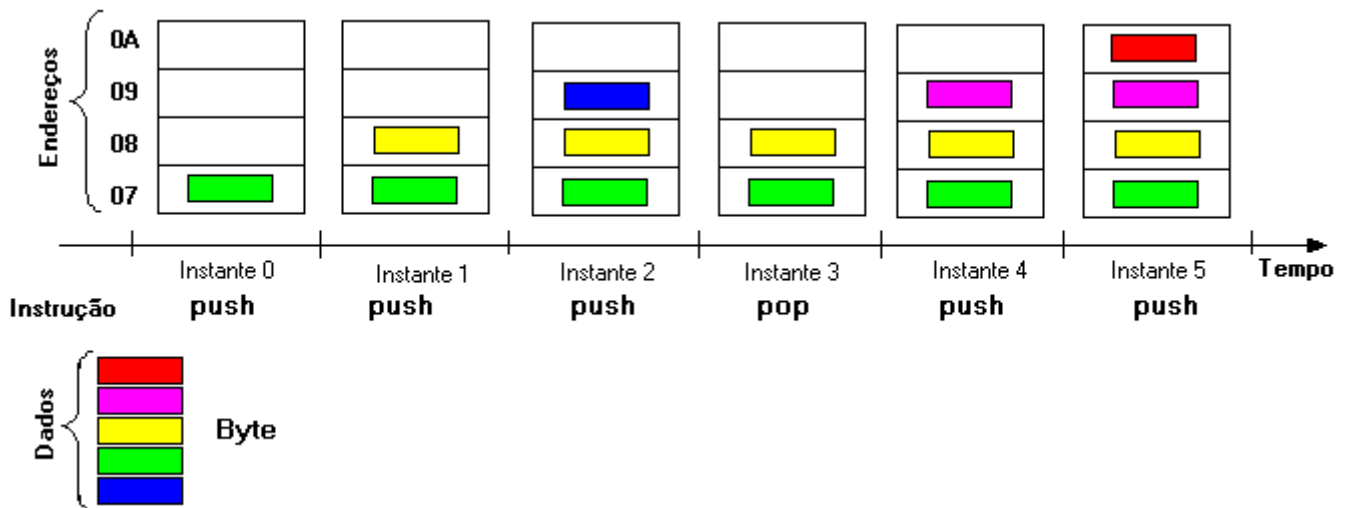 Endereços
0A
09
08
07
Instante 0 Instante 1 Instante 2 Instante 3 Instante 4 Instante 5 Tempo
Instrução push push push pop push push
Dados
Byte